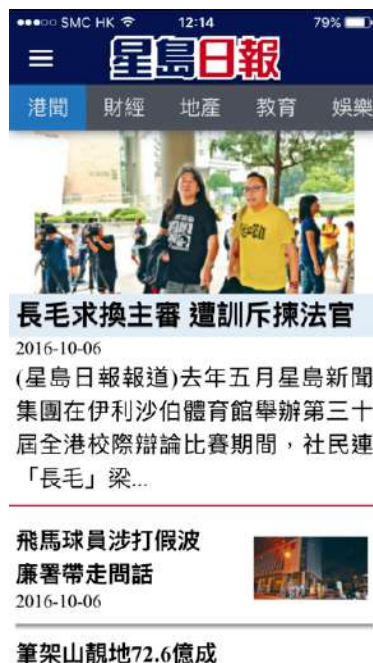 SMC HK 12:14 79%
星島日報
港聞 財經 地產 教育 娛樂
長毛求換主審 遭訓斥揀法官
2016-10-06
(星島日報報道)去年五月星島新聞
集團在伊利沙伯體育館舉辦第三十
屆全港校際辯論比賽期間，社民連
「長毛」梁...
飛馬球員涉打假波
廉署帶走問話
2016-10-06
筆架山靚地72.6億成